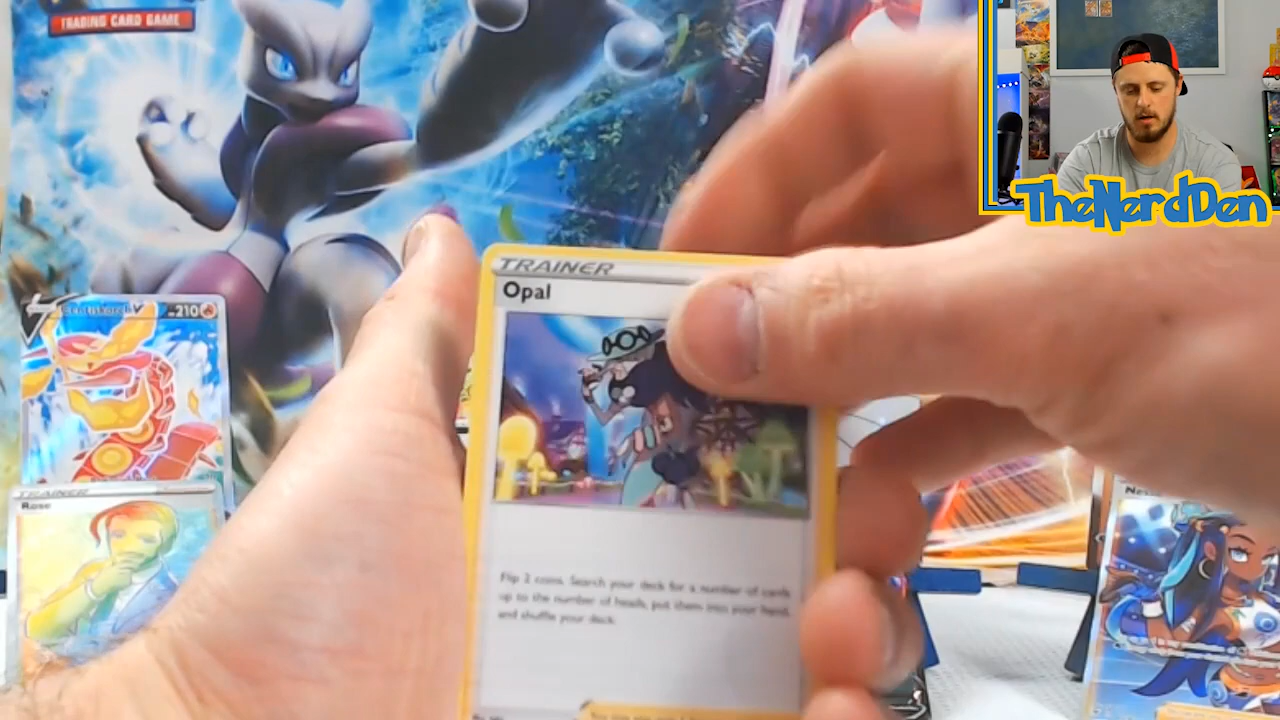 TRADING CARD GAME
TheNerdDen
TRAINER
Opal
Flip 2 coins. Search your deck for a number of cards
up to the number of heads, put them into your hand,
and shuffle your deck.
V
210
TRAINER
Rose